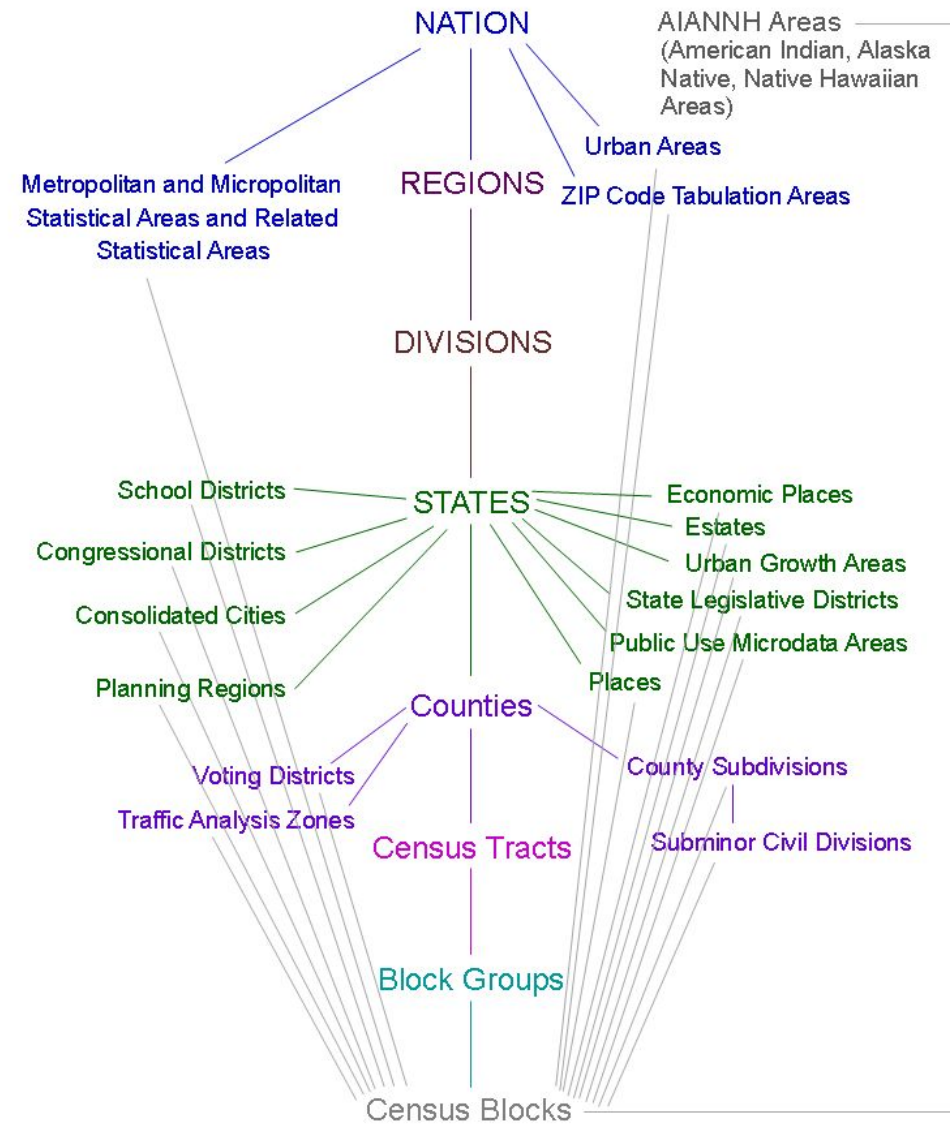 NATION
AIANNH Areas
(American Indian, Alaska
Native, Native Hawaiian
Areas)
Urban Areas
Metropolitan and Micropolitan
Statistical Areas and Related
Statistical Areas
REGIONS
ZIP Code Tabulation Areas
DIVISIONS
School Districts
STATES
Economic Places
Estates
Congressional Districts
Urban Growth Areas
State Legislative Districts
Consolidated Cities
Public Use Microdata Areas
Planning Regions
Places
Counties
Voting Districts
County Subdivisions
Traffic Analysis Zones
Census Tracts
Subminor Civil Divisions
Block Groups
Census Blocks